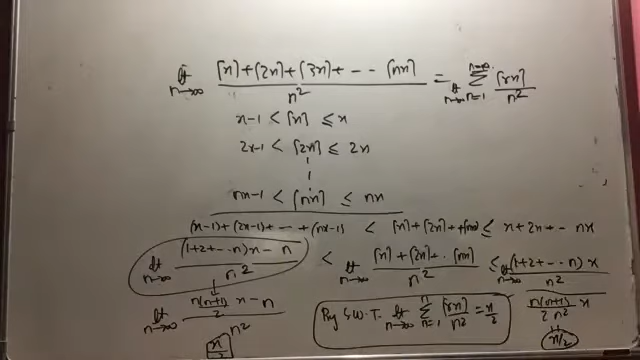 lt n→∞ [x]+[2x]+[3x]+ -- [nx] / n² = lt n→∞ Σ n=1 n=∞ [rx] / n²
x-1 < [x] ≤ x
2x-1 < [2x] ≤ 2x
nx-1 < [nx] ≤ nx
(x-1)+(2x-1)+ -- +(nx-1) < [x]+[2x]+ +[nx] ≤ x+2x+ -- nx
lt n→∞ (1+2+ -- n)x - n / n² < lt n→∞ [x]+[2x]+ -- [nx] / n² ≤ lt n→∞ (1+2+ -- n)x / n²
lt n→∞ n(n+1)/2 x - n / n²
By S.W.T. lt n→∞ Σ n r=1 [rx] / n² = x/2
n(n+1) / 2n² x
x/2
x/2